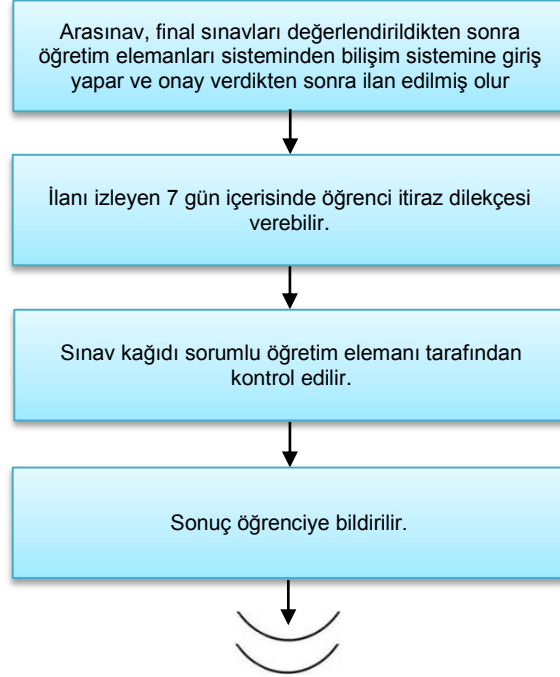 Arasınav, final sınavları değerlendirildikten sonra
öğretim elemanları sisteminden bilişim sistemine giriş
yapar ve onay verdikten sonra ilan edilmiş olur
İlanı izleyen 7 gün içerisinde öğrenci itiraz dilekçesi
verebilir.
Sınav kağıdı sorumlu öğretim elemanı tarafından
kontrol edilir.
Sonuç öğrenciye bildirilir.